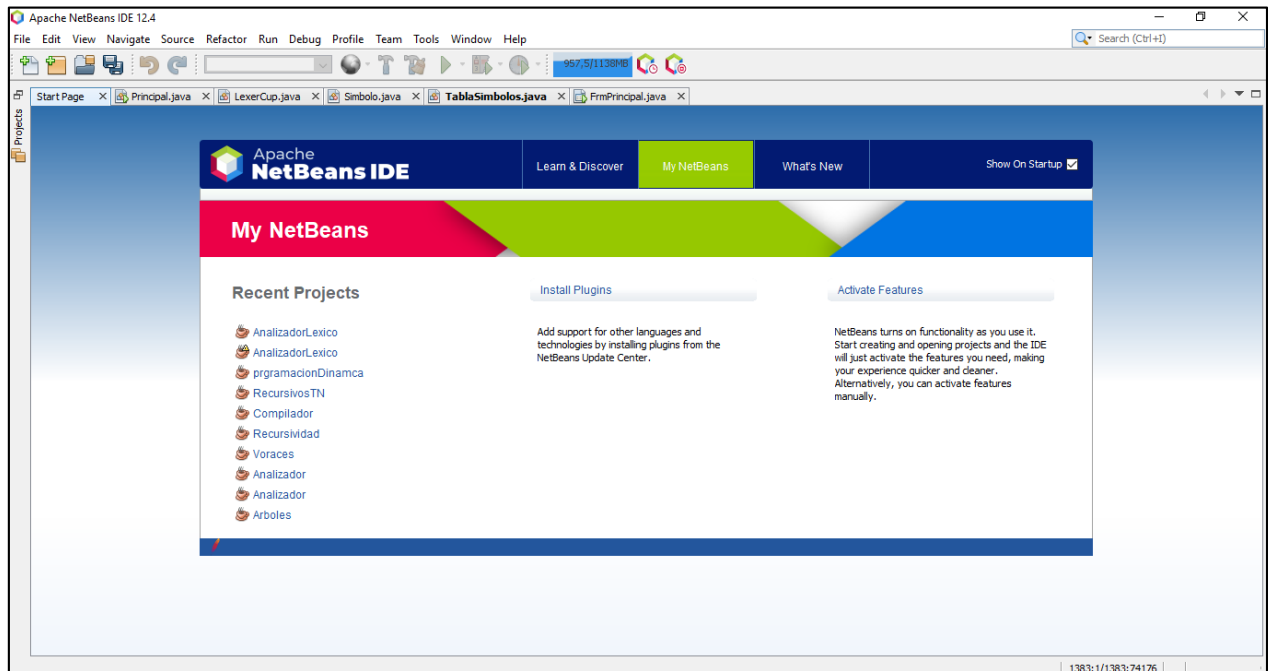 Apache NetBeans IDE 12.4
File Edit View Navigate Source Refactor Run Debug Profile Team Tools Window Help
Search (Ctrl+I)
957,5/1138MB
Start Page Principal.java LexerCup.java Simbolo.java TablaSimbolos.java FrmPrincipal.java
Projects
Apache
NetBeans IDE
Learn & Discover
My NetBeans
What's New
Show On Startup
My NetBeans
Recent Projects
AnalizadorLexico
AnalizadorLexico
prgramacionDinamca
RecursivosTN
Compilador
Recursividad
Voraces
Analizador
Analizador
Arboles
Install Plugins
Add support for other languages and
technologies by installing plugins from the
NetBeans Update Center.
Activate Features
NetBeans turns on functionality as you use it.
Start creating and opening projects and the IDE
will just activate the features you need, making
your experience quicker and cleaner.
Alternatively, you can activate features
manually.
1383:1/1383:74176